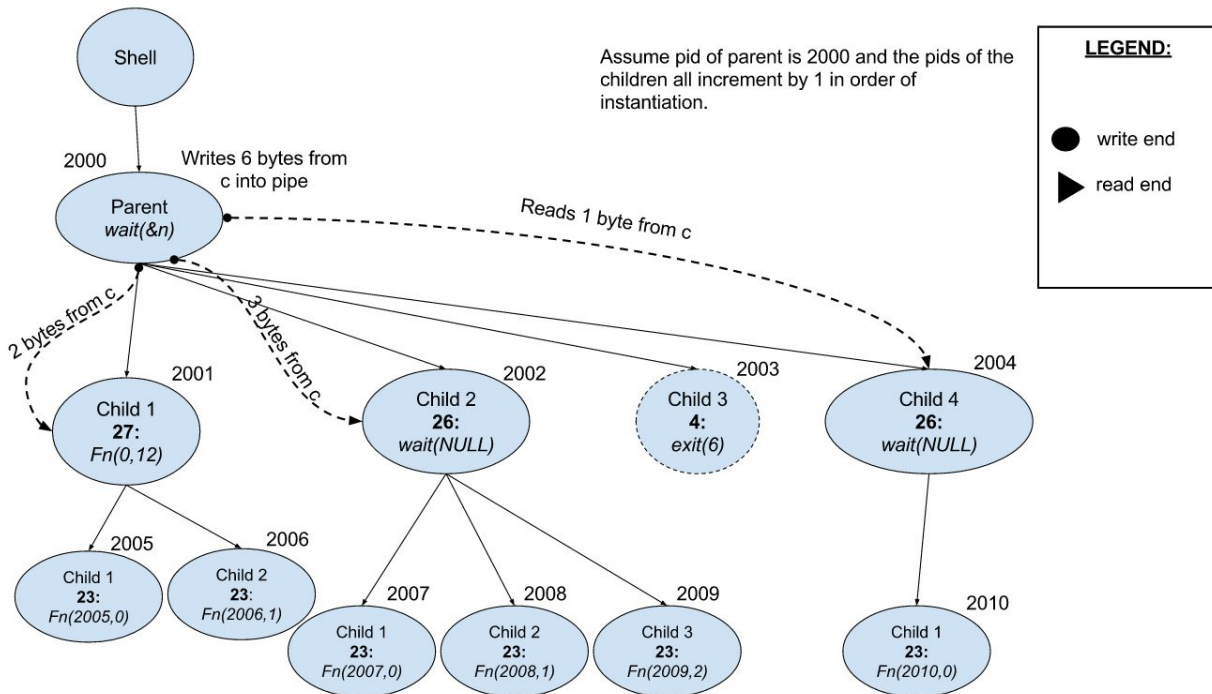 Shell
Assume pid of parent is 2000 and the pids of the
children all increment by 1 in order of
instantiation.
LEGEND:
write end
read end
2000
Writes 6 bytes from
c into pipe
Parent
wait(&n)
Reads 1 byte from c
2 bytes from c
3 bytes from c
2001
Child 1
27:
Fn(0,12)
2002
Child 2
26:
wait(NULL)
2003
Child 3
4:
exit(6)
2004
Child 4
26:
wait(NULL)
2005
Child 1
23:
Fn(2005,0)
2006
Child 2
23:
Fn(2006,1)
2007
Child 1
23:
Fn(2007,0)
2008
Child 2
23:
Fn(2008,1)
2009
Child 3
23:
Fn(2009,2)
2010
Child 1
23:
Fn(2010,0)